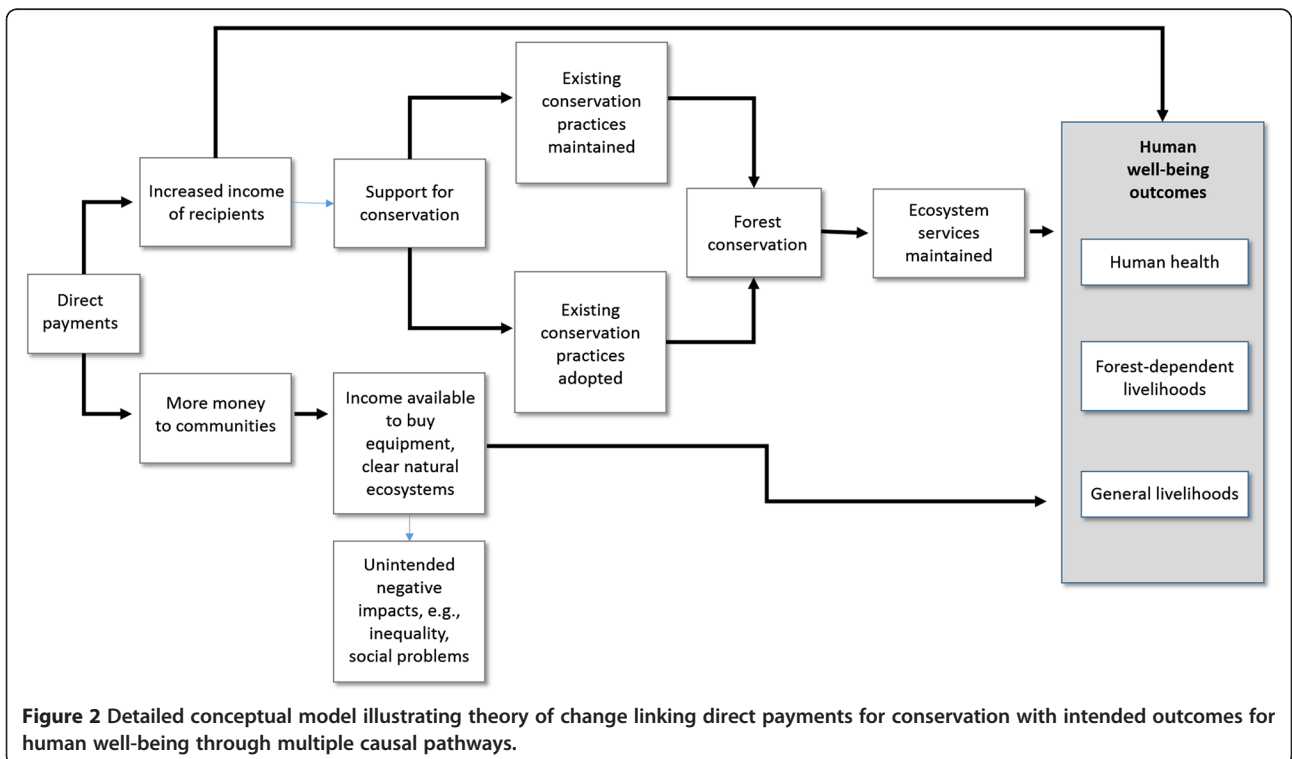 Existing
conservation
practices
maintained
Human
well-being
outcomes
Increased income
of recipients
Support for
conservation
Forest
conservation
Ecosystem
services
maintained
Human health
Direct
payments
Existing
conservation
practices
adopted
Forest-dependent
livelihoods
More money
to communities
Income available
to buy
equipment,
clear natural
ecosystems
General livelihoods
Unintended
negative
impacts, e.g.,
inequality,
social problems
Figure 2 Detailed conceptual model illustrating theory of change linking direct payments for conservation with intended outcomes for
human well-being through multiple causal pathways.